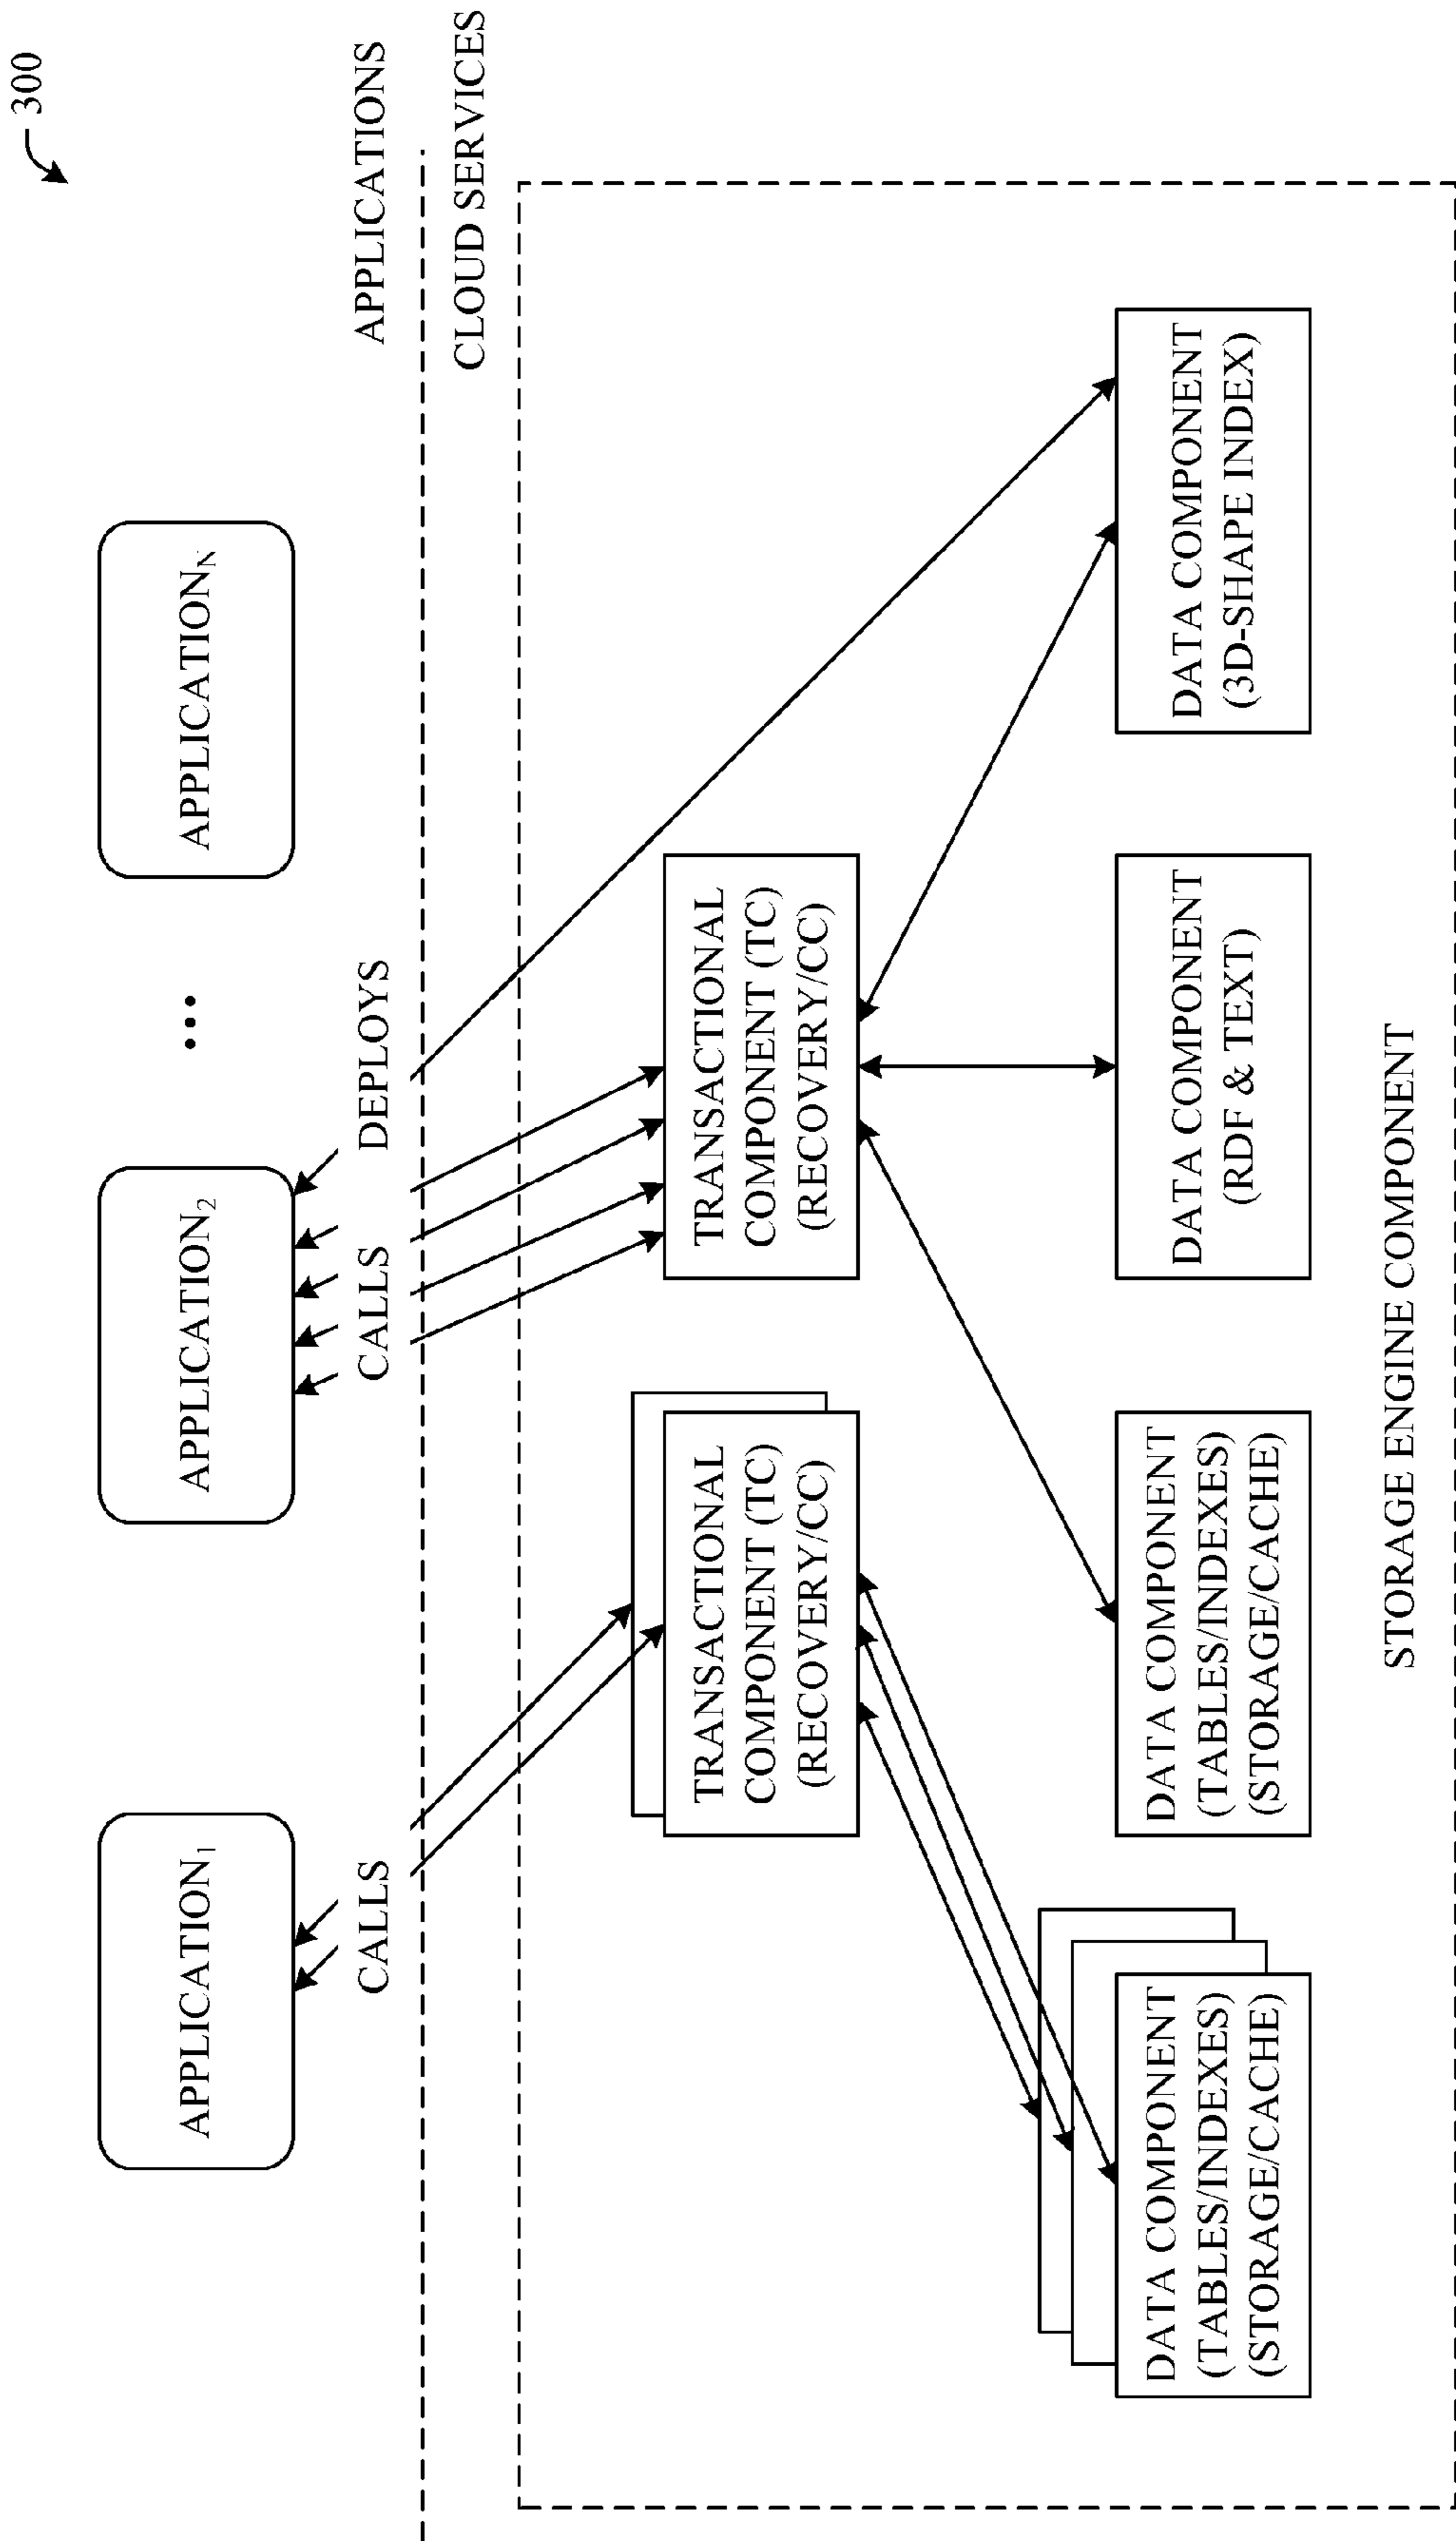 300
APPLICATION1
APPLICATION2
...
APPLICATIONN
APPLICATIONS
CALLS
CALLS
DEPLOYS
CLOUD SERVICES
TRANSACTIONAL
COMPONENT (TC)
(RECOVERY/CC)
TRANSACTIONAL
COMPONENT (TC)
(RECOVERY/CC)
DATA COMPONENT
(TABLES/INDEXES)
(STORAGE/CACHE)
DATA COMPONENT
(TABLES/INDEXES)
(STORAGE/CACHE)
DATA COMPONENT
(RDF & TEXT)
DATA COMPONENT
(3D-SHAPE INDEX)
STORAGE ENGINE COMPONENT